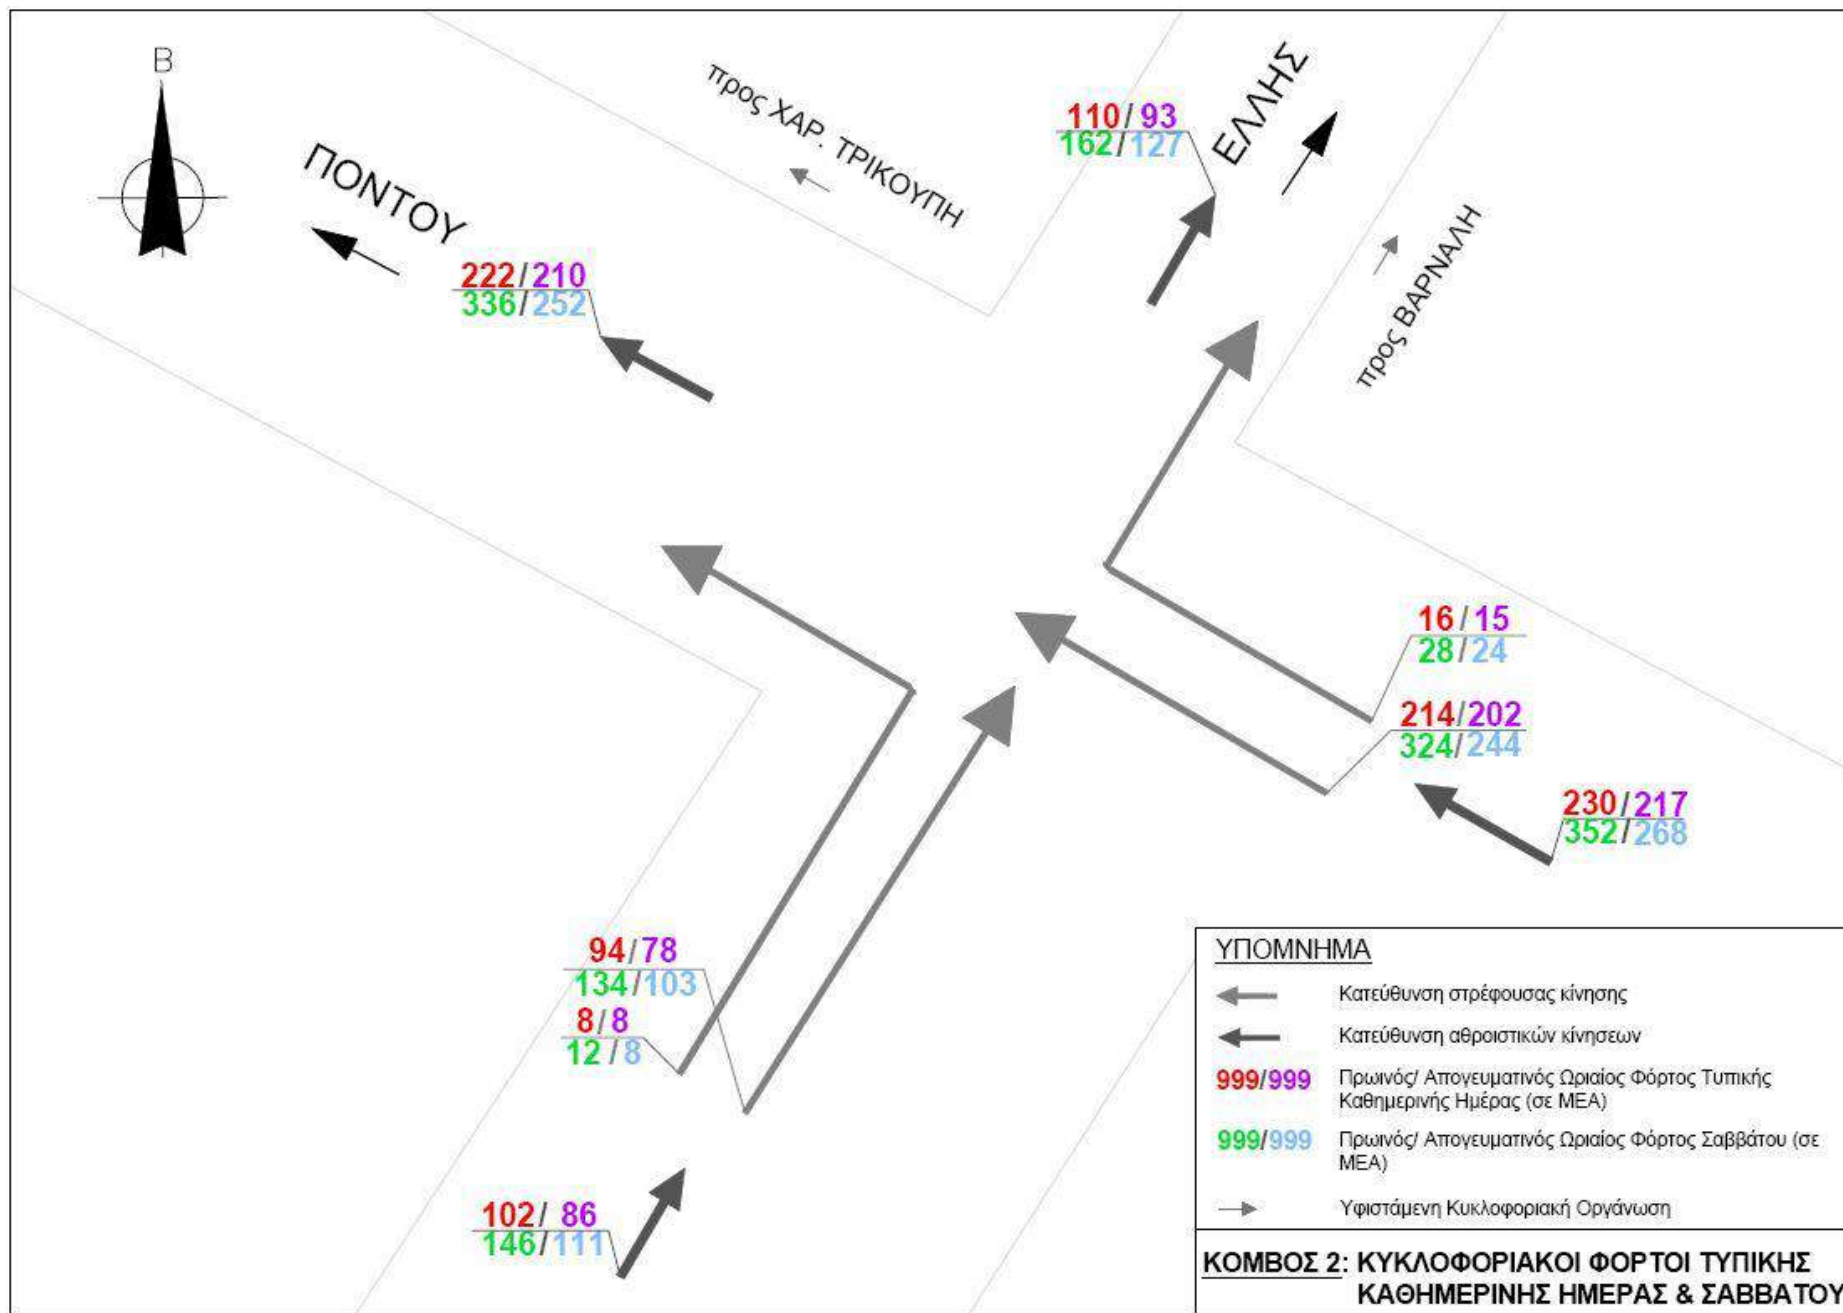 Β
ΠΟΝΤΟΥ
προς ΧΑΡ. ΤΡΙΚΟΥΠΗ
110/ 93
162/127
ΕΛΛΗΣ
προς ΒΑΡΝΑΛΗ
222/210
336/252
16/15
28/24
214/202
324/244
230/217
352/268
94/78
134/103
8/8
12/8
102/ 86
146/111
ΥΠΟΜΝΗΜΑ
Κατεύθυνση στρέφουσας κίνησης
Κατεύθυνση αθροιστικών κίνησεων
999/999 Πρωινός/ Απογευματινός Ωριαίος Φόρτος Τυπικής
Καθημερινής Ημέρας (σε ΜΕΑ)
999/999 Πρωινός/ Απογευματινός Ωριαίος Φόρτος Σαββάτου (σε
ΜΕΑ)
Υφιστάμενη Κυκλοφοριακή Οργάνωση
ΚΟΜΒΟΣ 2: ΚΥΚΛΟΦΟΡΙΑΚΟΙ ΦΟΡΤΟΙ ΤΥΠΙΚΗΣ
ΚΑΘΗΜΕΡΙΝΗΣ ΗΜΕΡΑΣ & ΣΑΒΒΑΤΟΥ